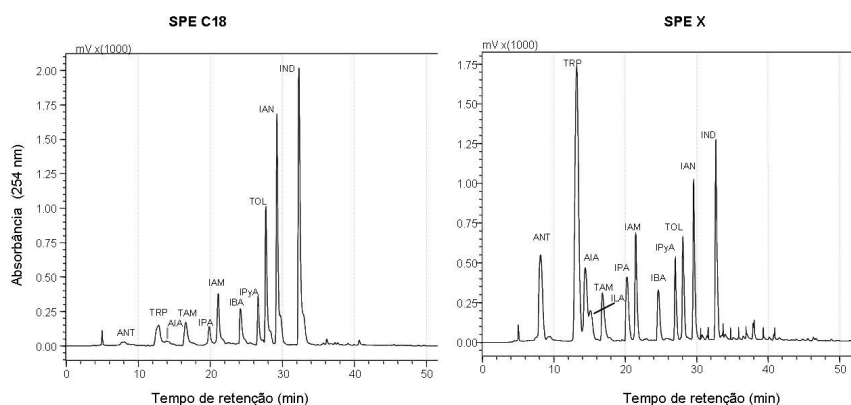 SPE C18
mV x(1000)
2.00
1.75
1.50
1.25
1.00
0.75
0.50
0.25
0.00
ANT
TRP
AIA
TAM
IPA
IAM
IBA
IPyA
TOL
IAN
IND
0 10 20 30 40 50
Tempo de retenção (min)
Absorbância (254 nm)
SPE X
mV x(1000)
1.75
1.50
1.25
1.00
0.75
0.50
0.25
0.00
ANT
TRP
AIA
TAM
ILA
IPA
IAM
IBA
IPyA
TOL
IAN
IND
0 10 20 30 40 50
Tempo de retenção (min)